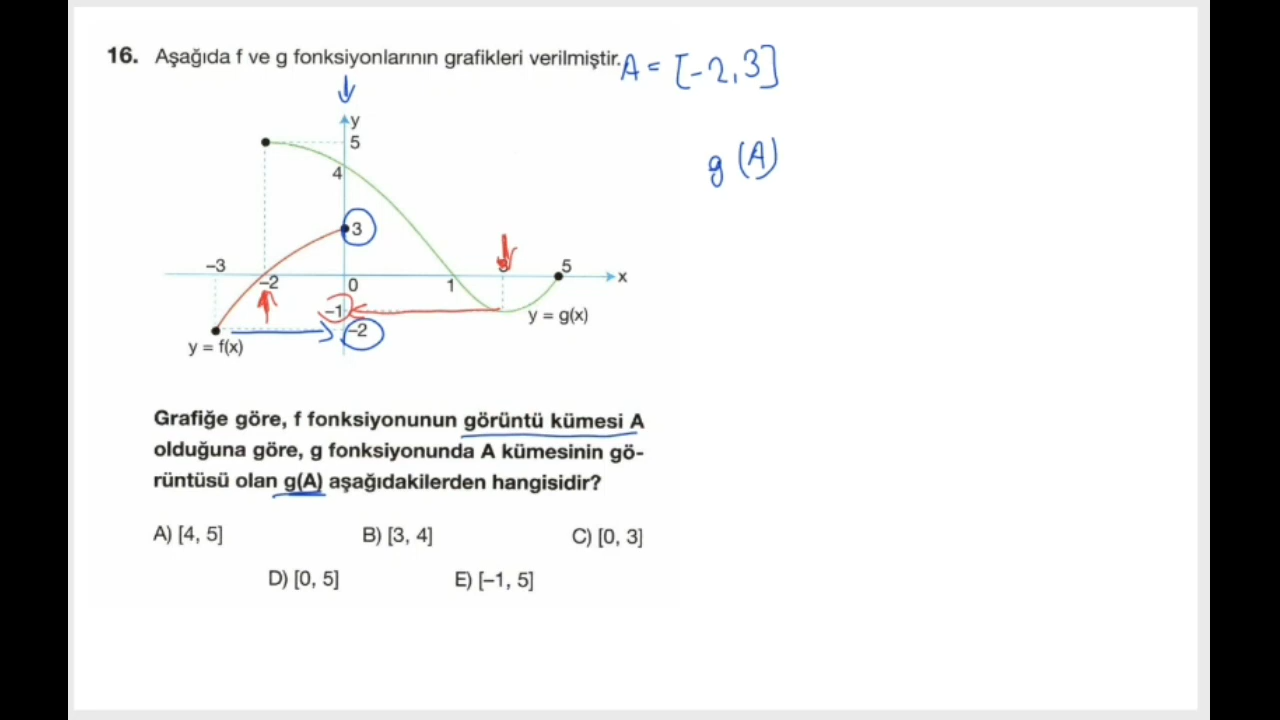 16. Aşağıda f ve g fonksiyonlarının grafikleri verilmiştir. A = [-2, 3]
g (A)
y
5
4
3
-3
-2
0
1
5
x
-1
-2
y = g(x)
y = f(x)
Grafiğe göre, f fonksiyonunun görüntü kümesi A
olduğuna göre, g fonksiyonunda A kümesinin gö-
rüntüsü olan g(A) aşağıdakilerden hangisidir?
A) [4, 5]
B) [3, 4]
C) [0, 3]
D) [0, 5]
E) [–1, 5]